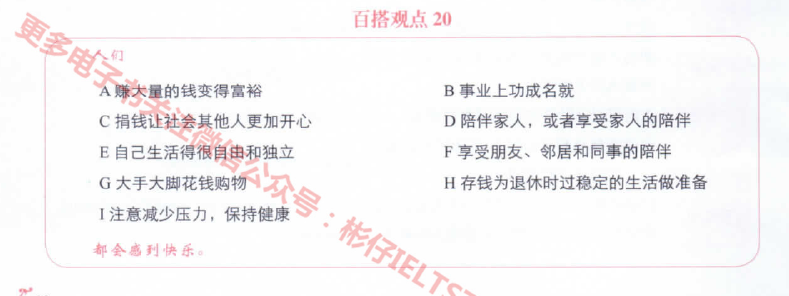 百搭观点 20
人们
A 赚大量的钱变得富裕
B 事业上功成名就
C 捐钱让社会其他人更加开心
D 陪伴家人，或者享受家人的陪伴
E 自己生活得很自由和独立
F 享受朋友、邻居和同事的陪伴
G 大手大脚花钱购物
H 存钱为退休时过稳定的生活做准备
I 注意减少压力，保持健康
都会感到快乐。
更多电子书关注微信公众号：彬仔IELTS